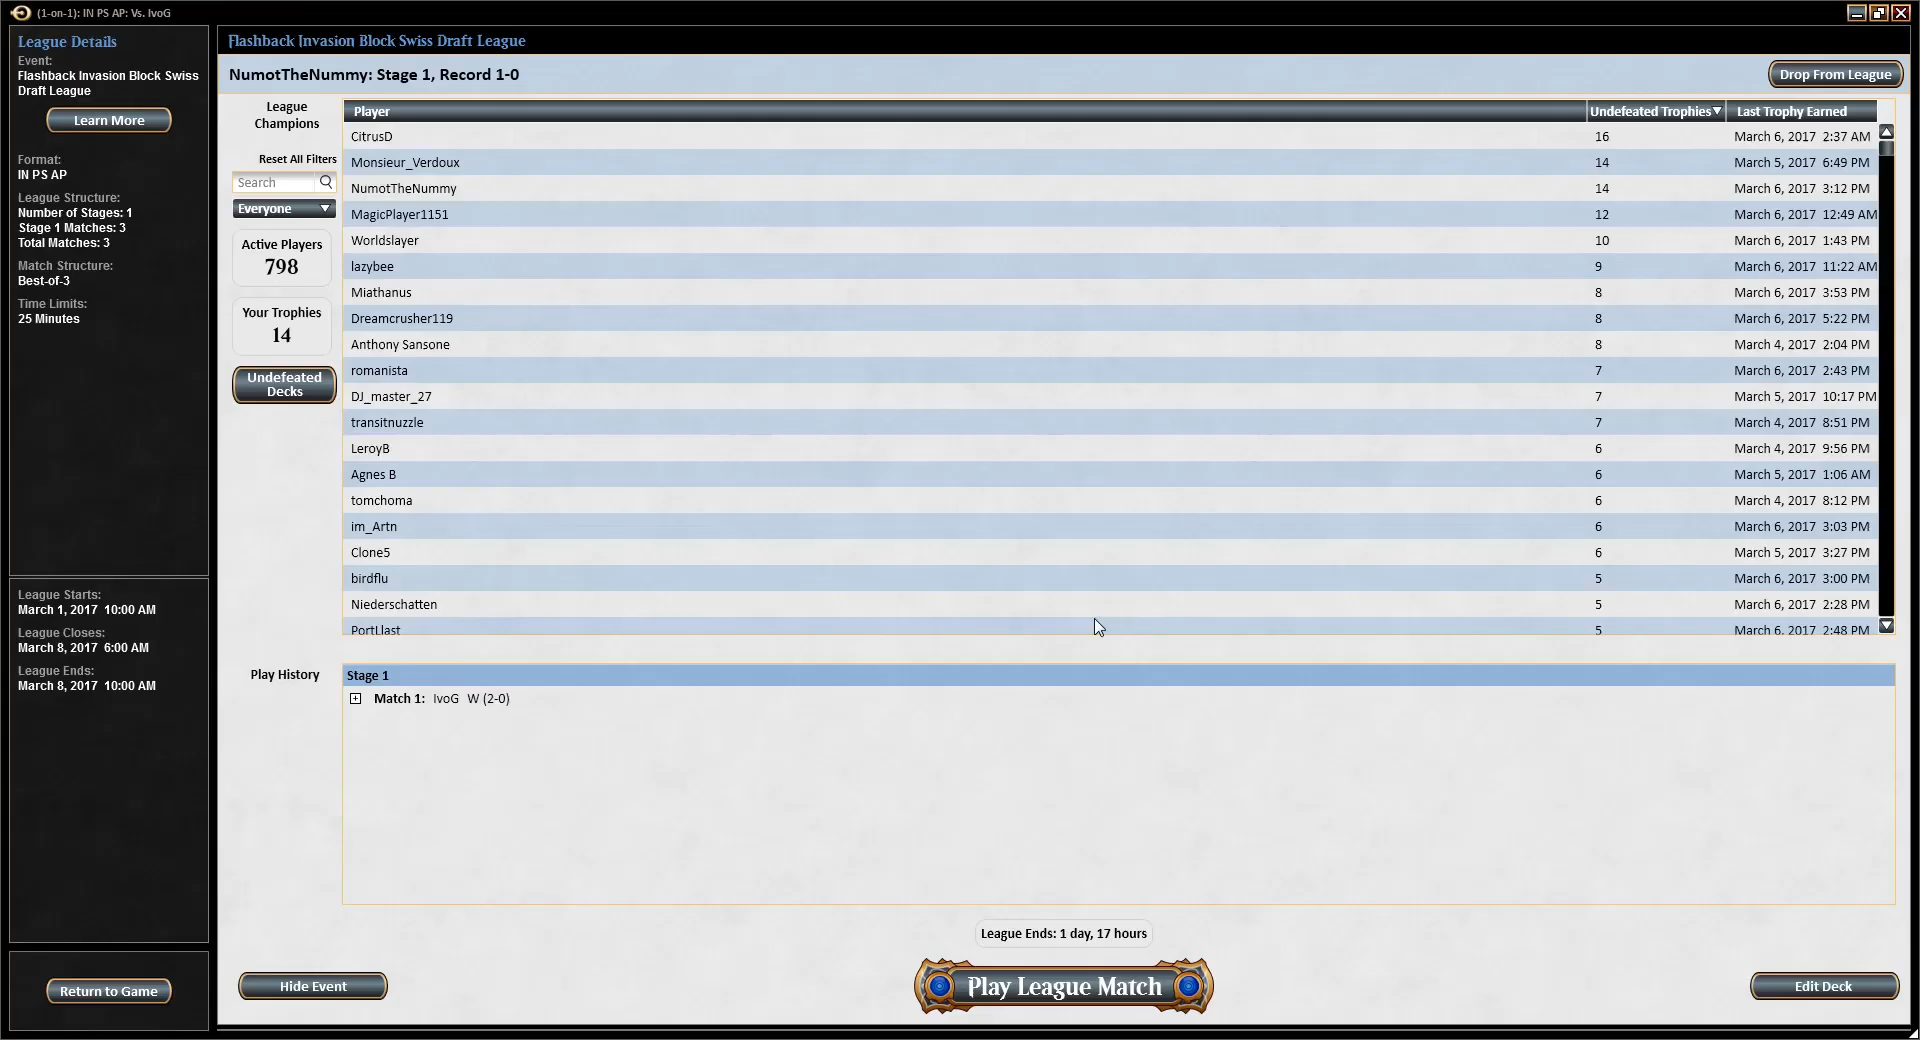 (1-on-1): IN PS AP: Vs. IvoG
League Details
Event:
Flashback Invasion Block Swiss
Draft League
Learn More
Format:
IN PS AP
League Structure:
Number of Stages: 1
Stage 1 Matches: 3
Total Matches: 3
Match Structure:
Best-of-3
Time Limits:
25 Minutes
League Starts:
March 1, 2017 10:00 AM
League Closes:
March 8, 2017 6:00 AM
League Ends:
March 8, 2017 10:00 AM
Return to Game
Flashback Invasion Block Swiss Draft League
NumotTheNummy: Stage 1, Record 1-0
Drop From League
League
Champions
Reset All Filters
Search
Everyone
Active Players
798
Your Trophies
14
Undefeated
Decks
Player Undefeated Trophies Last Trophy Earned
CitrusD 16 March 6, 2017 2:37 AM
Monsieur_Verdoux 14 March 5, 2017 6:49 PM
NumotTheNummy 14 March 6, 2017 3:12 PM
MagicPlayer1151 12 March 6, 2017 12:49 AM
Worldslayer 10 March 6, 2017 1:43 PM
lazybee 9 March 6, 2017 11:22 AM
Miathanus 8 March 6, 2017 3:53 PM
Dreamcrusher119 8 March 6, 2017 5:22 PM
Anthony Sansone 8 March 4, 2017 2:04 PM
romanista 7 March 6, 2017 2:43 PM
DJ_master_27 7 March 5, 2017 10:17 PM
transitnuzzle 7 March 4, 2017 8:51 PM
LeroyB 6 March 4, 2017 9:56 PM
Agnes B 6 March 5, 2017 1:06 AM
tomchoma 6 March 4, 2017 8:12 PM
im_Artn 6 March 6, 2017 3:03 PM
Clone5 6 March 5, 2017 3:27 PM
birdflu 5 March 6, 2017 3:00 PM
Niederschatten 5 March 6, 2017 2:28 PM
PortLlast 5 March 6, 2017 2:48 PM
Play History
Stage 1
Match 1: IvoG W (2-0)
League Ends: 1 day, 17 hours
Hide Event
Play League Match
Edit Deck